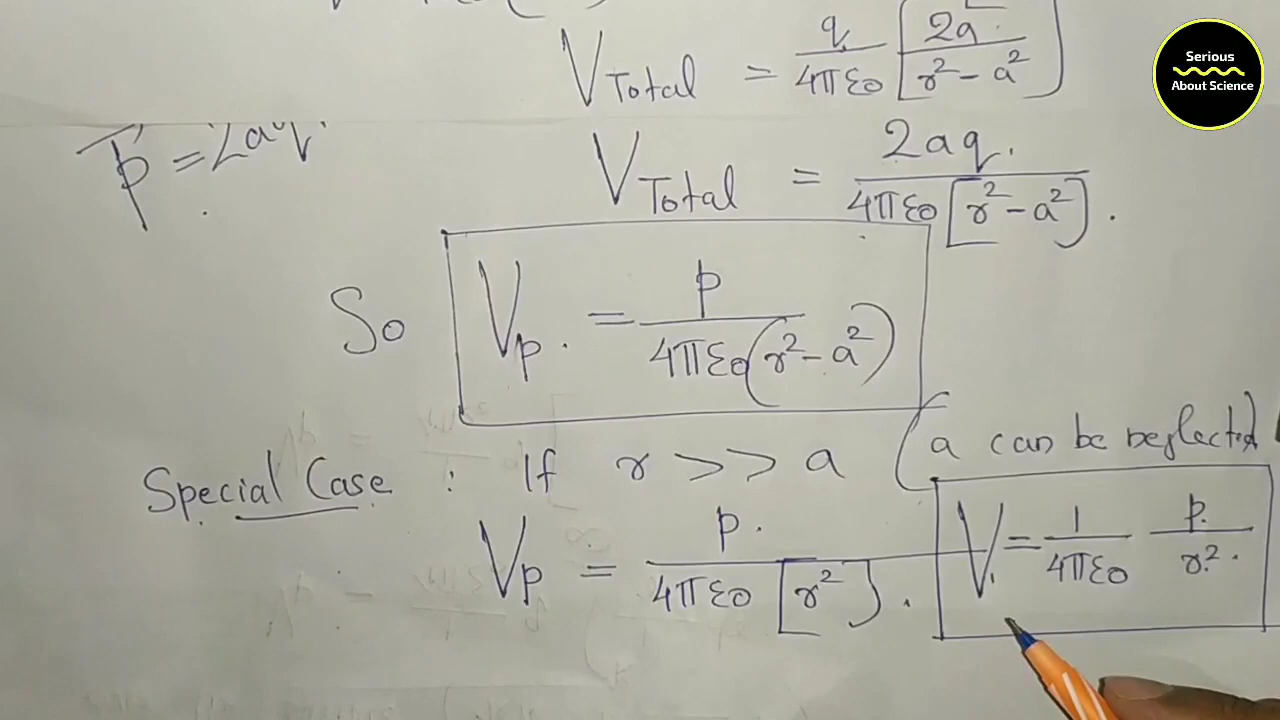 V Total = q/4πε0 [2a/r² - a²]
Serious
About Science
p⃗ = 2aq.
V Total = 2aq./4πε0[r² - a²].
So Vp. = p/4πε0(r² - a²)
Special Case : If r >> a (a can be neglected)
Vp = p./4πε0[r²].
V = 1/4πε0 p/r².